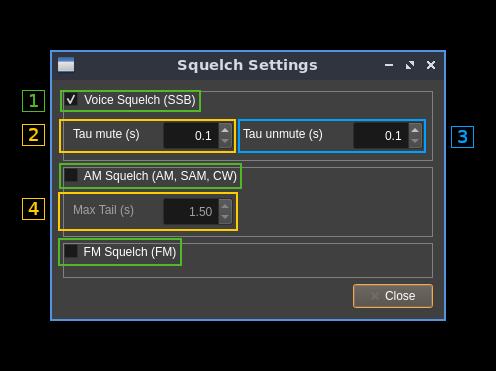 Squelch Settings
1 Voice Squelch (SSB)
2 Tau mute (s) 0.1 Tau unmute (s) 0.1 3
AM Squelch (AM, SAM, CW)
4 Max Tail (s) 1.50
FM Squelch (FM)
Close